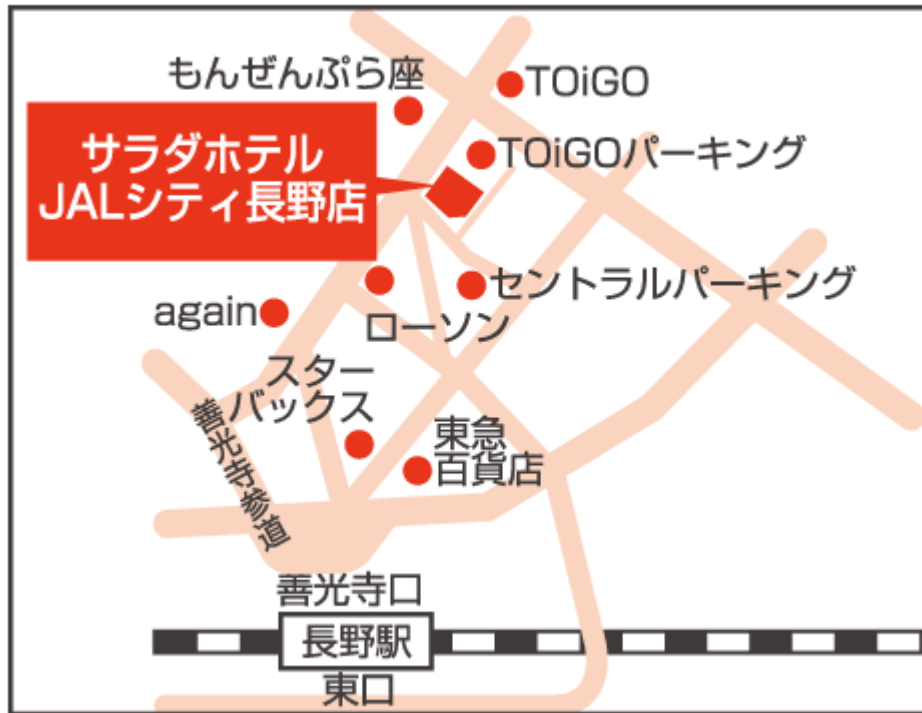 もんぜんぷら座
TOiGO
サラダホテル
JALシティ長野店
TOiGOパーキング
セントラルパーキング
again
ローソン
スター
バックス
善光寺参道
東急
百貨店
善光寺口
長野駅
東口